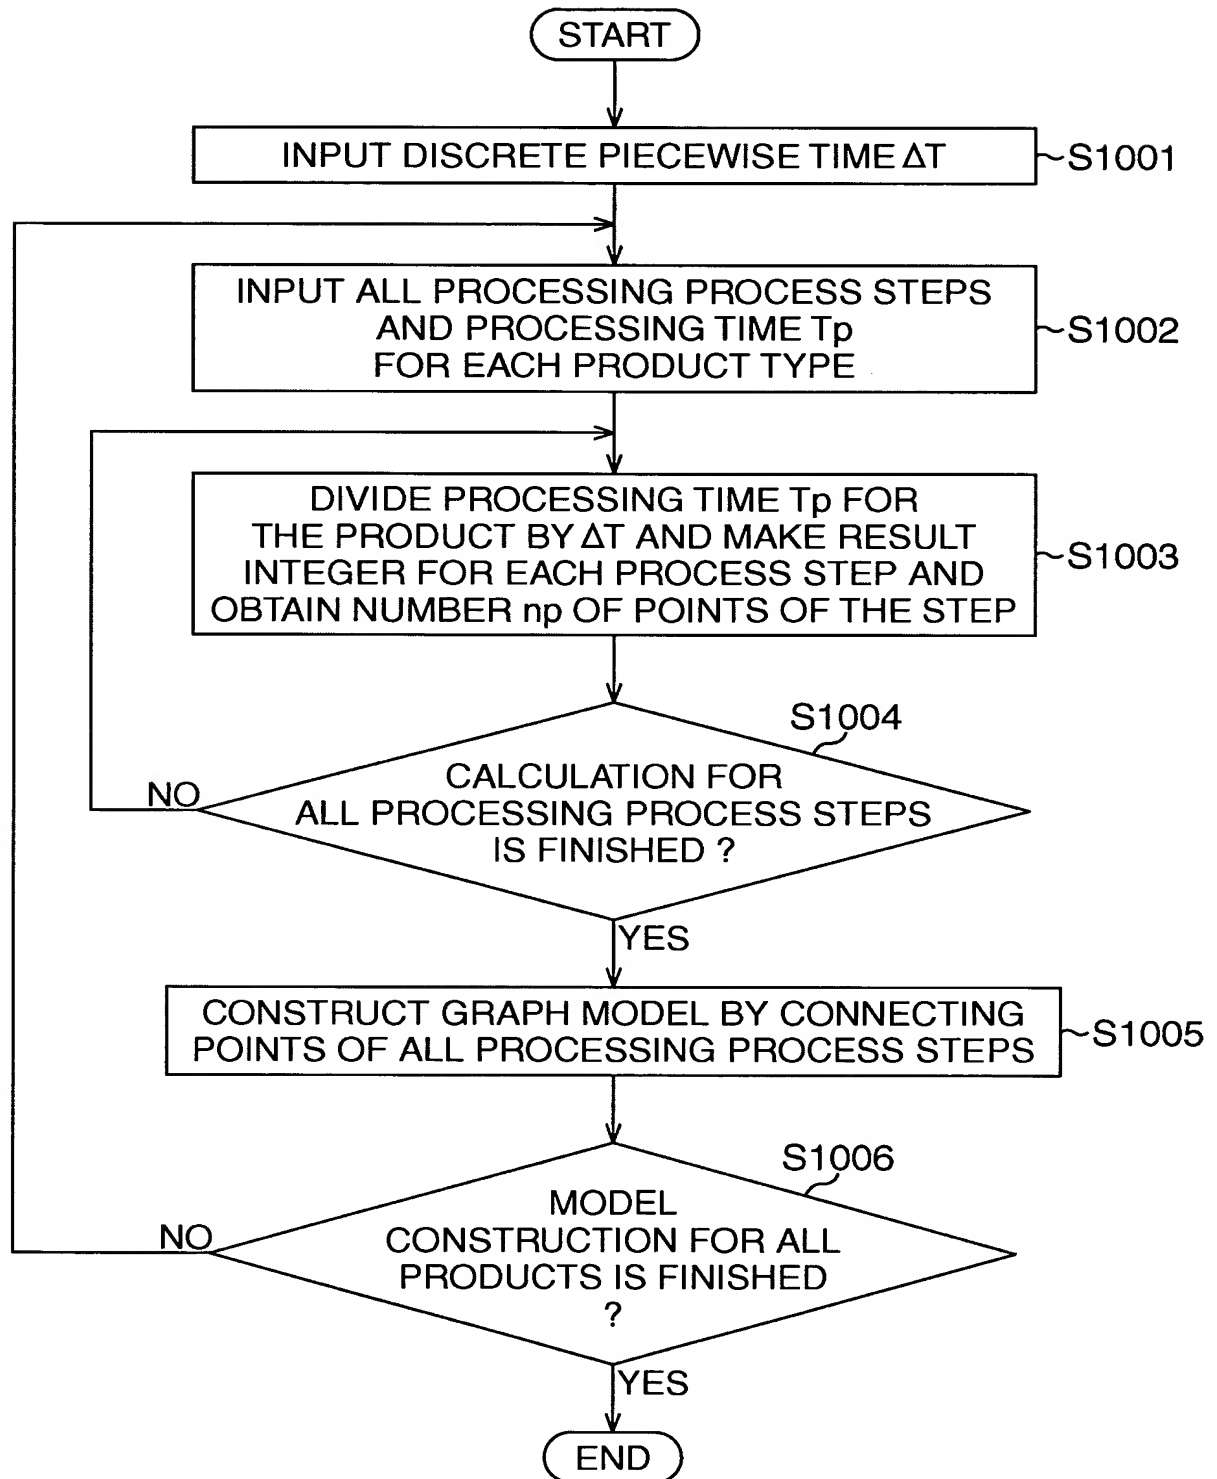 START
INPUT DISCRETE PIECEWISE TIME ΔT
S1001
INPUT ALL PROCESSING PROCESS STEPS
AND PROCESSING TIME Tp
FOR EACH PRODUCT TYPE
S1002
DIVIDE PROCESSING TIME Tp FOR
THE PRODUCT BY ΔT AND MAKE RESULT
INTEGER FOR EACH PROCESS STEP AND
OBTAIN NUMBER np OF POINTS OF THE STEP
S1003
S1004
CALCULATION FOR
ALL PROCESSING PROCESS STEPS
IS FINISHED ?
NO
YES
CONSTRUCT GRAPH MODEL BY CONNECTING
POINTS OF ALL PROCESSING PROCESS STEPS
S1005
S1006
MODEL
CONSTRUCTION FOR ALL
PRODUCTS IS FINISHED
?
NO
YES
END